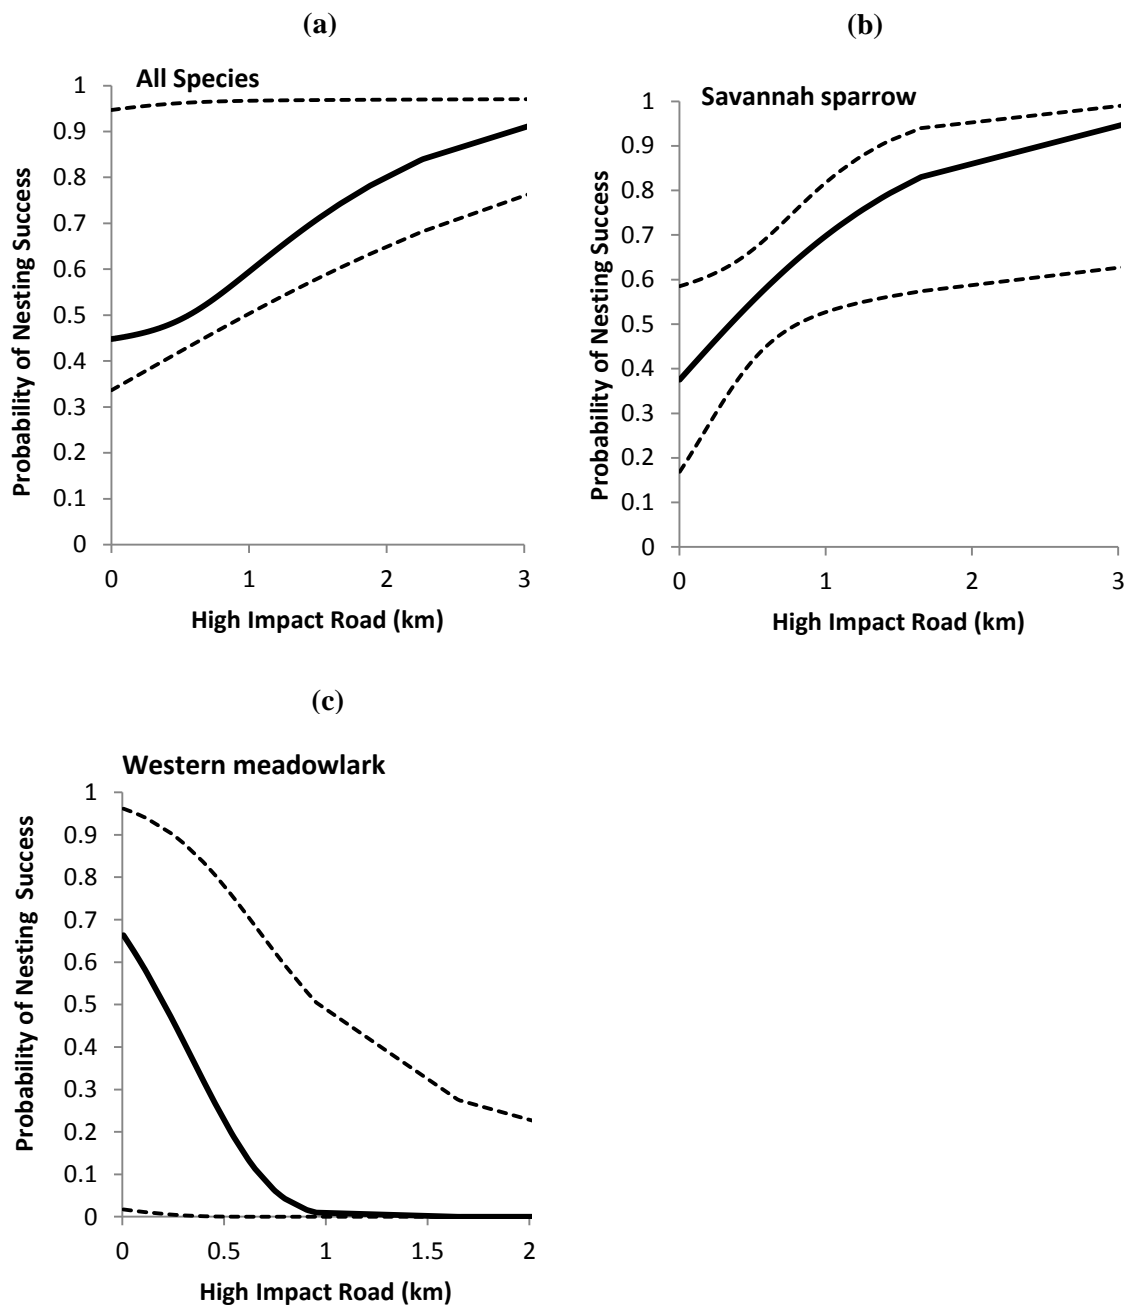 (a)
All Species
Probability of Nesting Success
1
0.9
0.8
0.7
0.6
0.5
0.4
0.3
0.2
0.1
0
0 1 2 3
High Impact Road (km)
(b)
Savannah sparrow
Probability of Nesting Success
1
0.9
0.8
0.7
0.6
0.5
0.4
0.3
0.2
0.1
0
0 1 2 3
High Impact Road (km)
(c)
Western meadowlark
Probability of Nesting Success
1
0.9
0.8
0.7
0.6
0.5
0.4
0.3
0.2
0.1
0
0 0.5 1 1.5 2
High Impact Road (km)